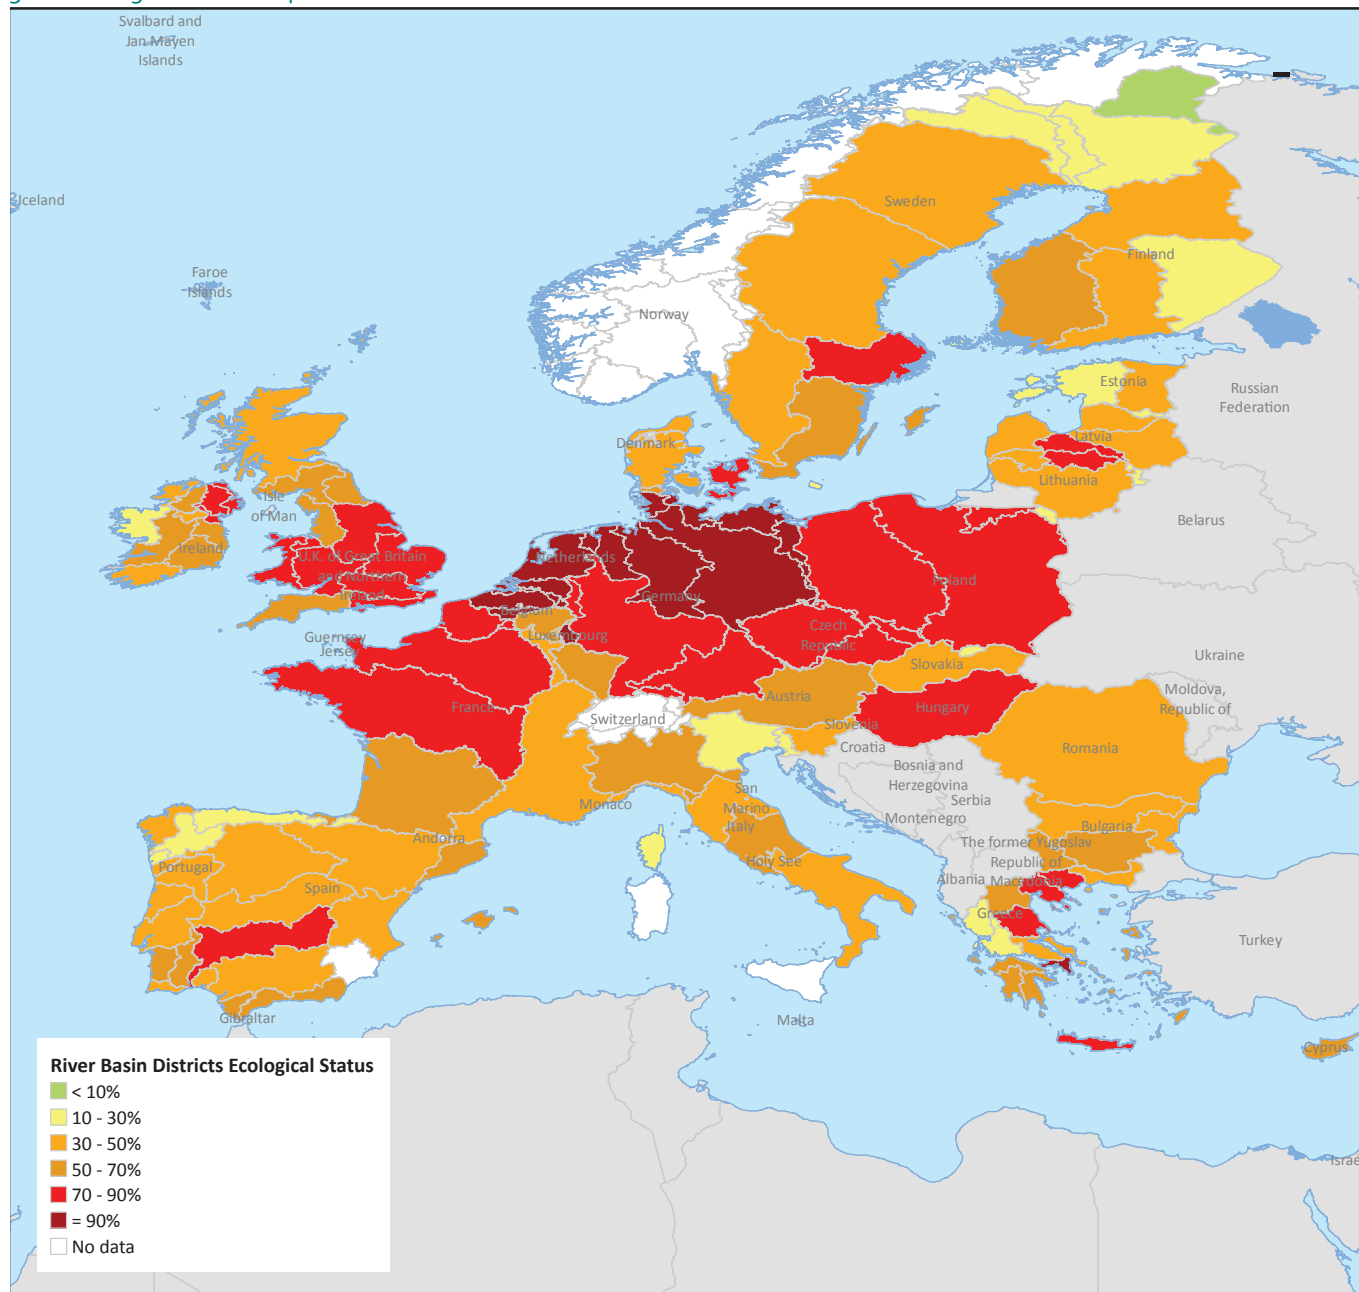 Svalbard and
Jan Mayen
Islands
Iceland
Sweden
Faroe
Islands
Finland
Norway
Estonia
Russian
Federation
Latvia
Denmark
Lithuania
Isle
of Man
Belarus
Ireland
U.K. of Great Britain
and Northern
Ireland
Netherlands
Poland
Germany
Belgium
Czech
Republic
Luxembourg
Guernsey
Jersey
Ukraine
Slovakia
Moldova,
Republic of
Austria
France
Switzerland
Hungary
Slovenia
Croatia
Romania
Bosnia and
Herzegovina
San
Marino
Monaco
Serbia
Montenegro
Italy
Bulgaria
Andorra
The former Yugoslav
Republic of
Macedonia
Holy See
Portugal
Spain
Albania
Greece
Turkey
Gibraltar
Malta
Cyprus
River Basin Districts Ecological Status
< 10%
10 - 30%
30 - 50%
50 - 70%
70 - 90%
= 90%
No data
Israe